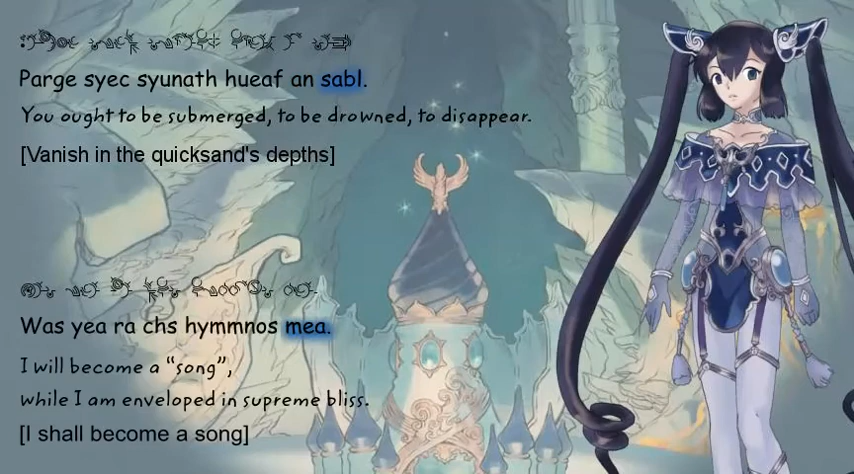 Parge syec syunath hueaf an sabl.
You ought to be submerged, to be drowned, to disappear.
[Vanish in the quicksand's depths]
Was yea ra chs hymmnos mea.
I will become a “song”,
while I am enveloped in supreme bliss.
[I shall become a song]